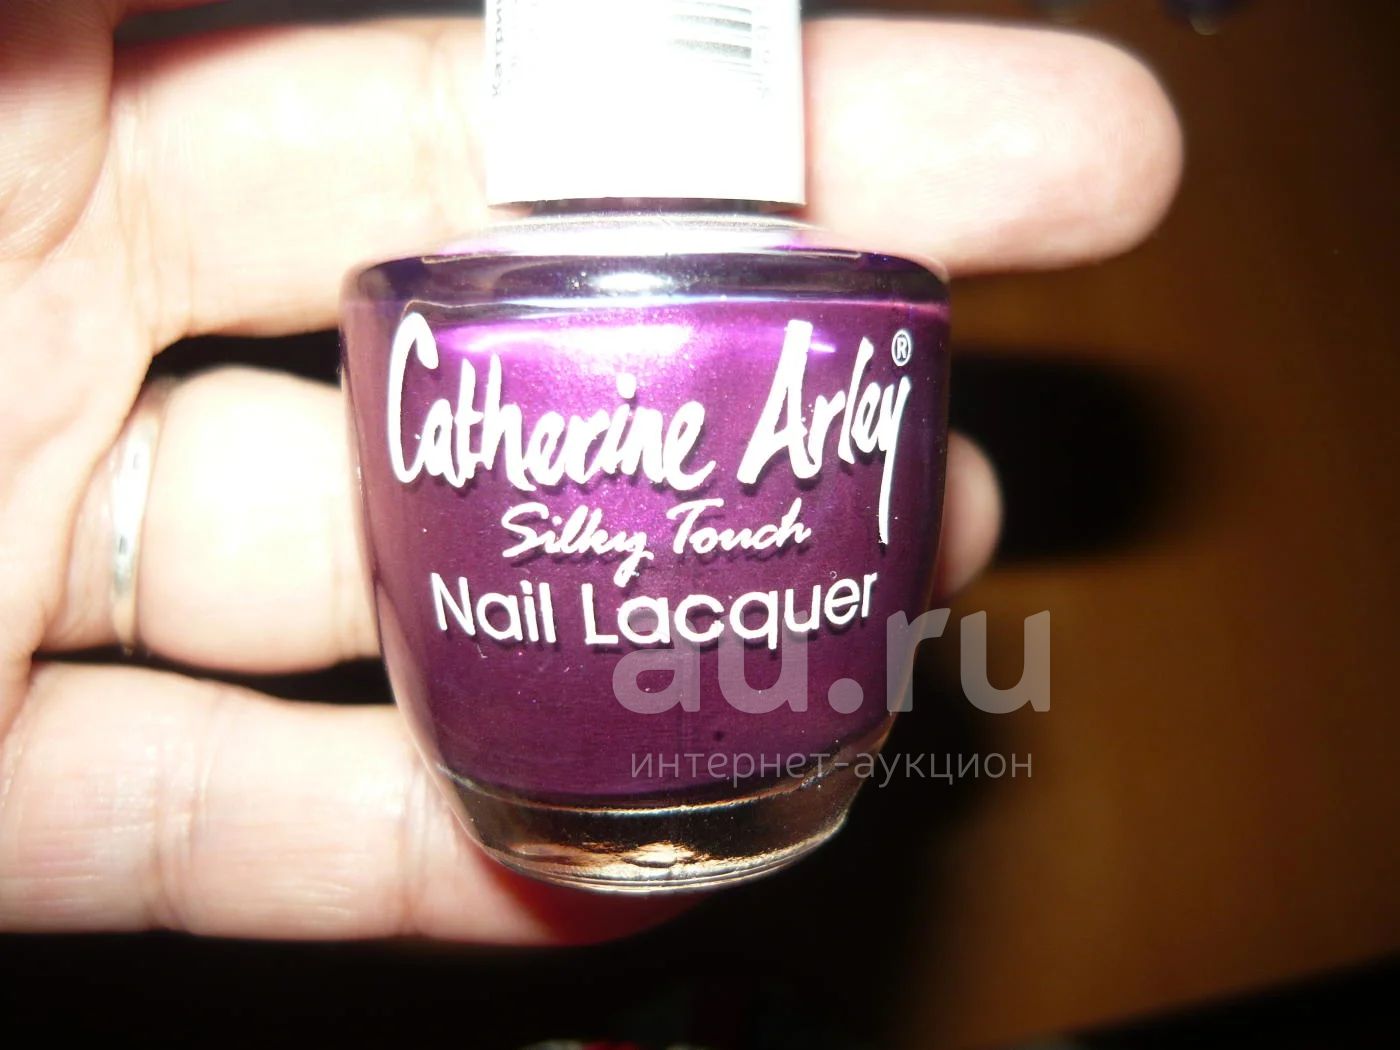 Catherine Arley®
Silky Touch
Nail Lacquer
au.ru
интернет-аукцион